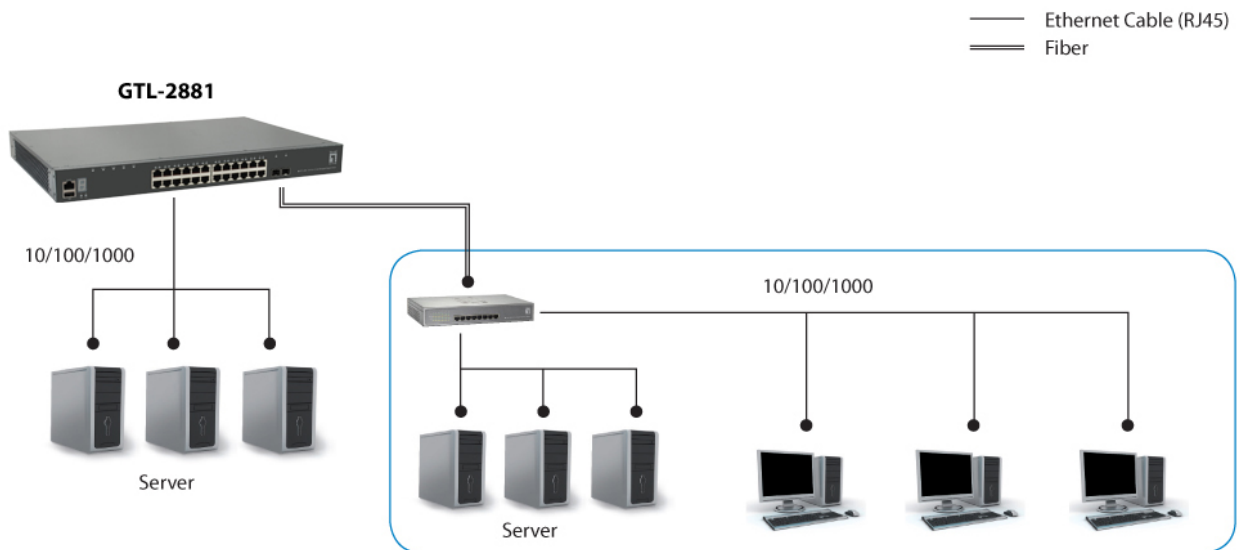 Ethernet Cable (RJ45)
Fiber
GTL-2881
10/100/1000
10/100/1000
Server
Server